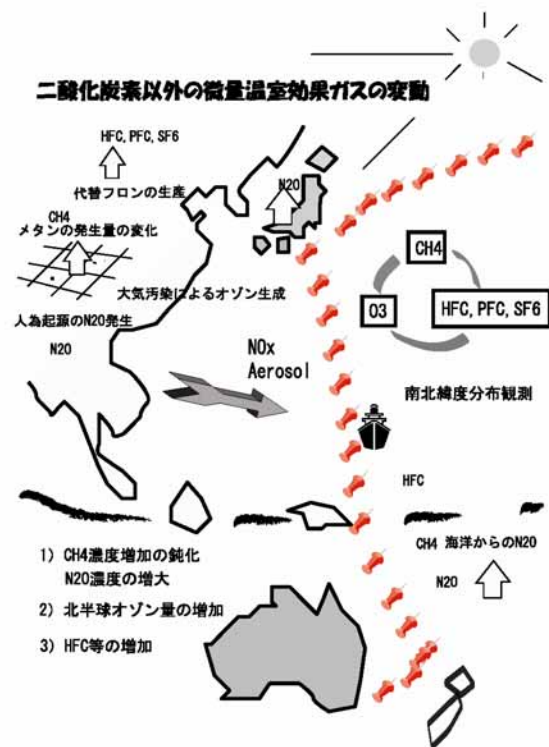 二酸化炭素以外の微量温室効果ガスの変動
HFC, PFC, SF6
代替フロンの生産
N20
CH4
メタンの発生量の変化
大気汚染によるオゾン生成
人為起源のN20発生
N20
CH4
O3
HFC, PFC, SF6
NOx
Aerosol
南北緯度分布観測
HFC
CH4 海洋からのN20
N20
1) CH4濃度増加の鈍化
N20濃度の増大
2) 北半球オゾン量の増加
3) HFC等の増加